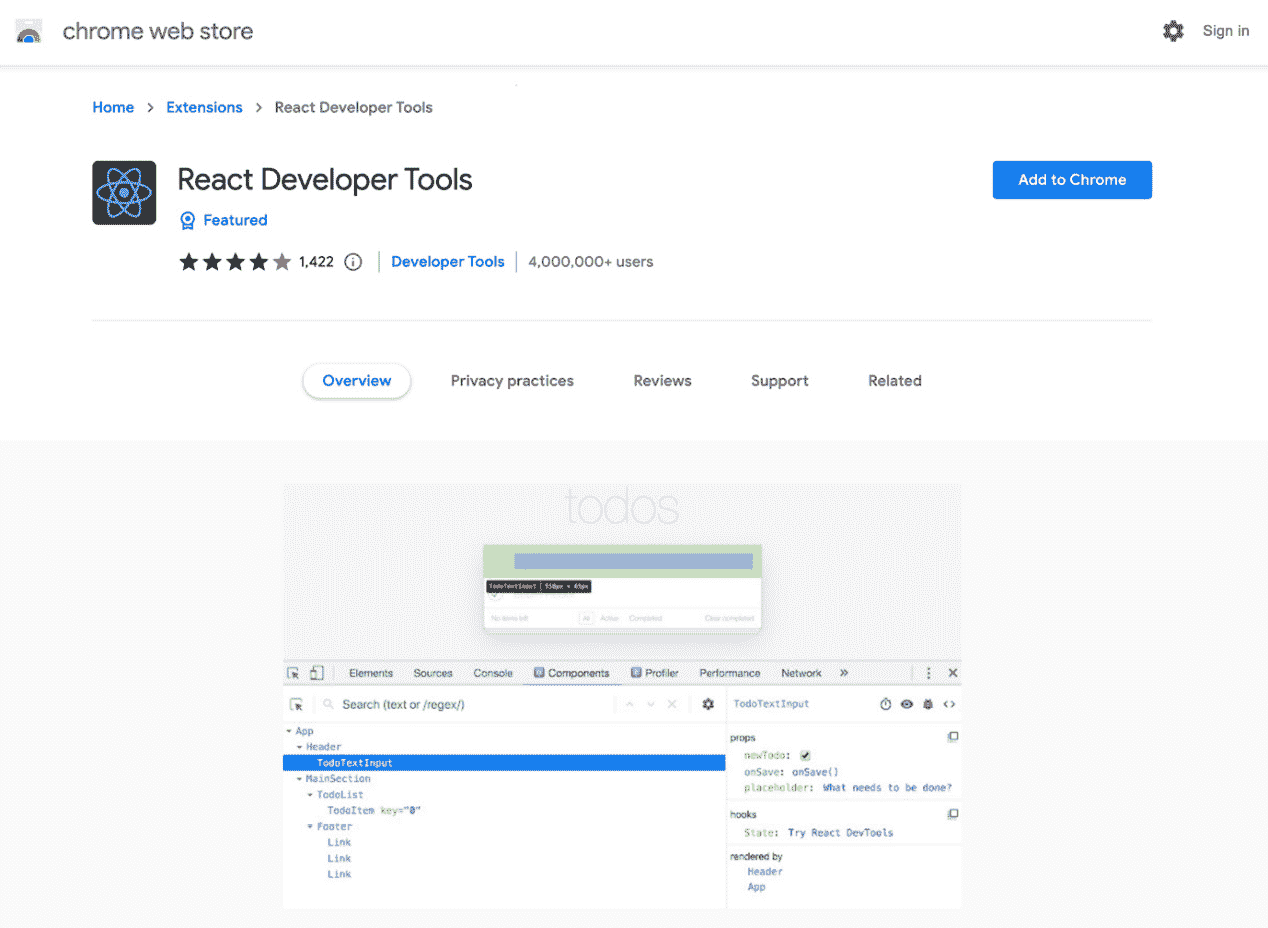 chrome web store
Sign in
Home > Extensions > React Developer Tools
React Developer Tools
Add to Chrome
Featured
1,422 Developer Tools 4,000,000+ users
Overview Privacy practices Reviews Support Related
todos
TodoTextInput
No items left All Active Completed Clear completed
Elements Sources Console Components Profiler Performance Network »
Search (text or /regex/) TodoTextInput
App
Header
TodoTextInput
MainSection
TodoList
TodoItem key="0"
Footer
Link
Link
Link
props
newTodo:
onSave: onSave()
placeholder: What needs to be done?
hooks
State: Try React DevTools
rendered by
Header
App